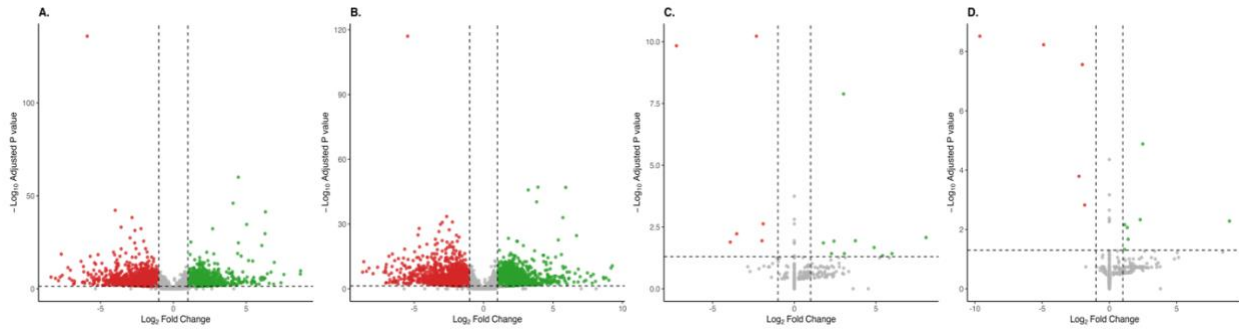 A.
B.
C.
D.
− Log10 Adjusted P value
100
50
0
-5
0
5
Log2 Fold Change
− Log10 Adjusted P value
120
90
60
30
0
-5
0
5
10
Log2 Fold Change
− Log10 Adjusted P value
10.0
7.5
5.0
2.5
0.0
-5
0
5
Log2 Fold Change
− Log10 Adjusted P value
8
6
4
2
0
-10
-5
0
5
Log2 Fold Change